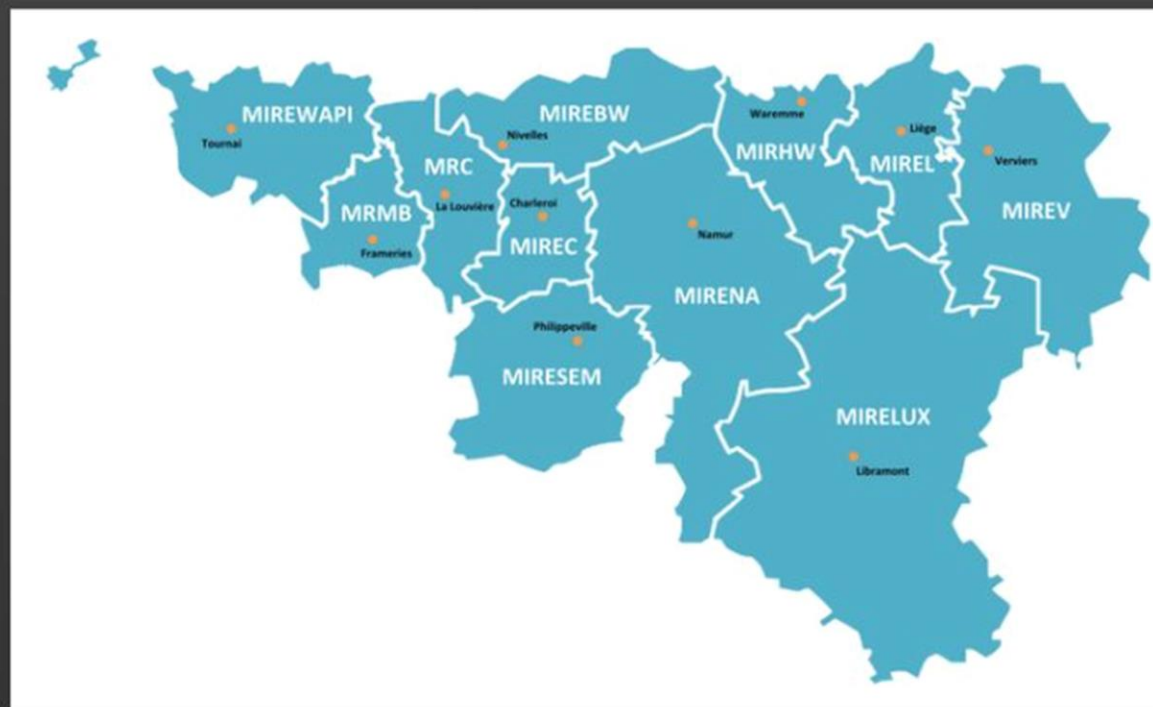 MIREWAPI
Tournai
MIREBW
Nivelles
MRC
La Louvière
MRMB
Frameries
Charleroi
MIREC
Waremme
MIRHW
Liège
MIREL
Verviers
MIREV
Namur
MIRENA
Philippeville
MIRESEM
MIRELUX
Libramont